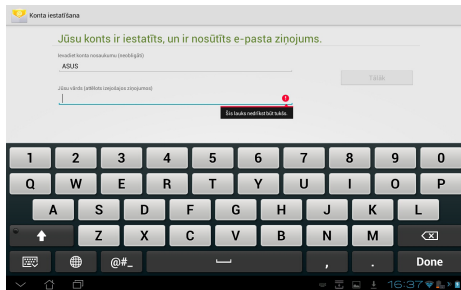 Konta iestatīšana
Jūsu konts ir iestatīts, un ir nosūtīts e-pasta ziņojums.
Ievadiet konta nosaukumu (neobligāti)
ASUS
Tālāk
Jūsu vārds (attēlots izejošajos ziņojumos)
Šis lauks nedrīkst būt tukšs.
1 2 3 4 5 6 7 8 9 0
Q W E R T Y U I O P
A S D F G H J K L
Z X C V B N M
@#_ , . Done
16:37